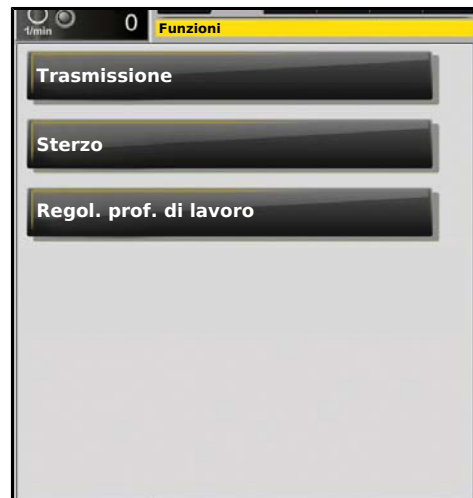 1/min 0 Funzioni
Trasmissione
Sterzo
Regol. prof. di lavoro